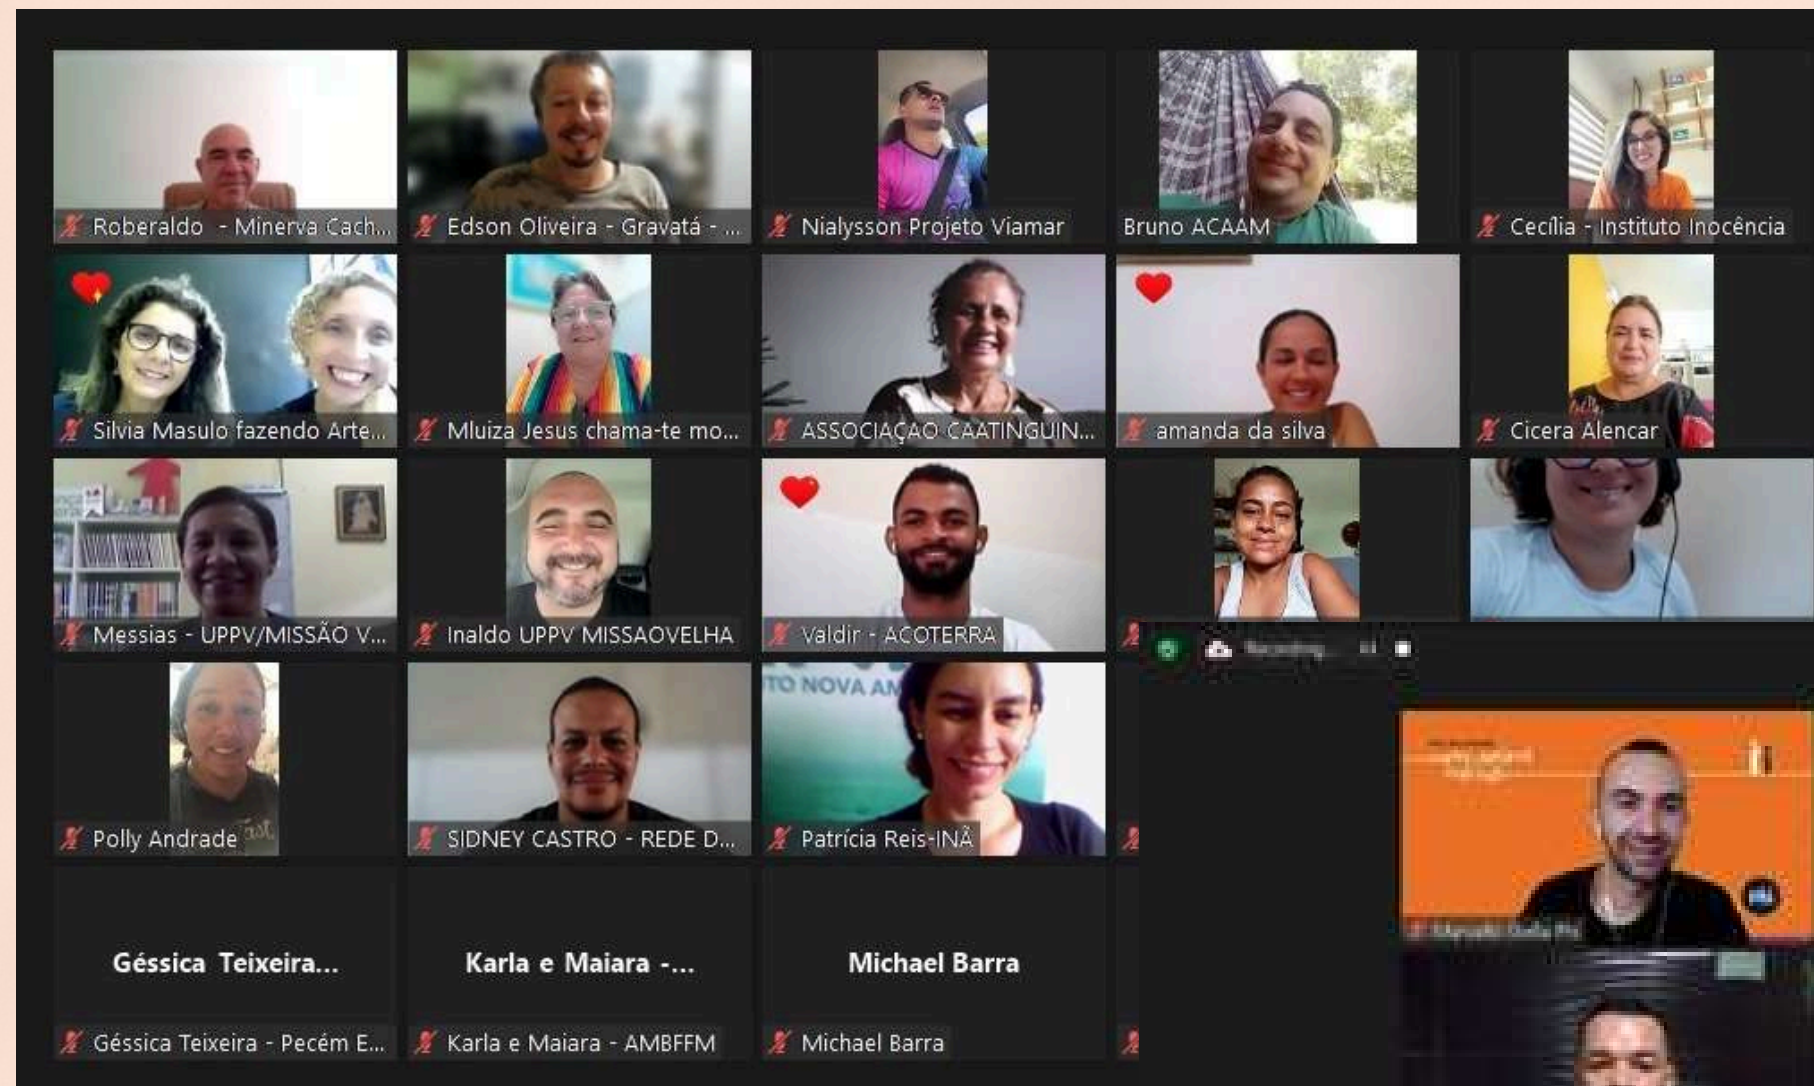 Roberaldo - Minerva Cach...
Edson Oliveira - Gravatá - ...
Nialysson Projeto Viamar
Bruno ACAAM
Cecília - Instituto Inocência
Silvia Masulo fazendo Arte...
Mluiza Jesus chama-te mo...
ASSOCIAÇAO CAATINGUIN...
amanda da silva
Cicera Alencar
Messias - UPPV/MISSÃO V...
Inaldo UPPV MISSAOVELHA
Valdir - ACOTERRA
Recording...
TO NOVA AM
Polly Andrade
SIDNEY CASTRO - REDE D...
Patrícia Reis-INÃ
Géssica Teixeira...
Karla e Maiara -...
Michael Barra
Géssica Teixeira - Pecém E...
Karla e Maiara - AMBFFM
Michael Barra